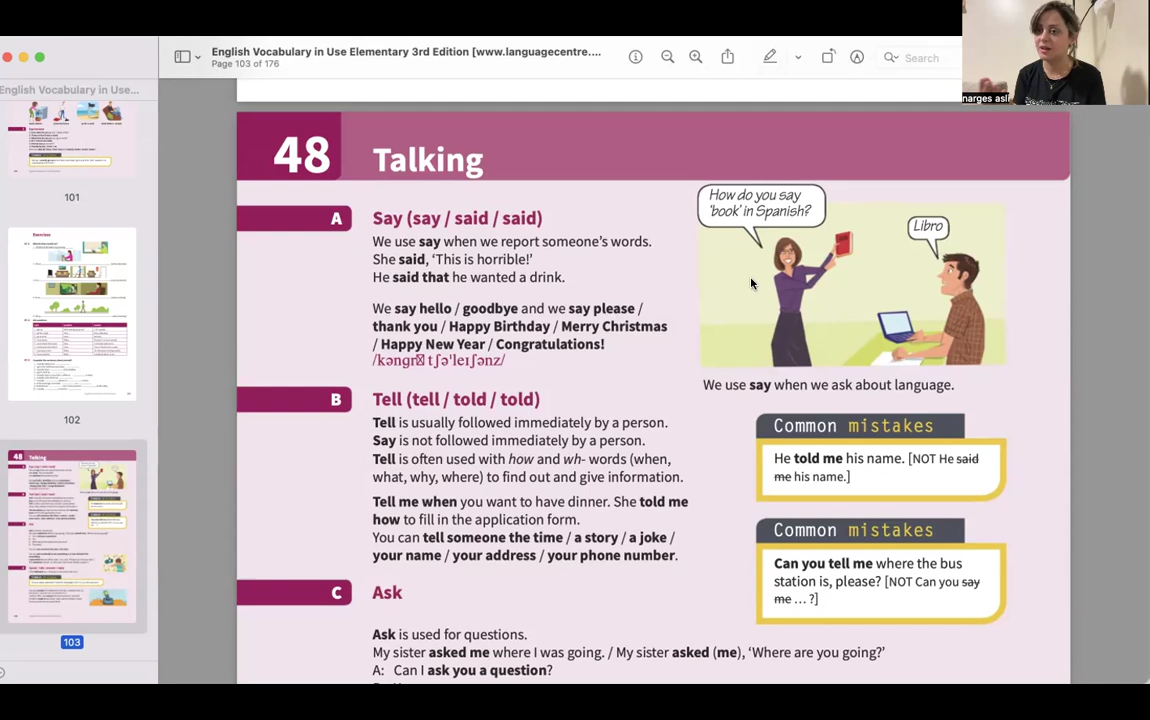 English Vocabulary in Use Elementary 3rd Edition [www.languagecentre....
Page 103 of 176
Search
narges asl
English Vocabulary in Use...
101
102
103
48 Talking
A
Say (say / said / said)
We use say when we report someone's words.
She said, 'This is horrible!'
He said that he wanted a drink.
We say hello / goodbye and we say please /
thank you / Happy Birthday / Merry Christmas
/ Happy New Year / Congratulations!
How do you say
'book' in Spanish?
Libro
We use say when we ask about language.
B
Tell (tell / told / told)
Tell is usually followed immediately by a person.
Say is not followed immediately by a person.
Tell is often used with how and wh- words (when,
what, why, where) to find out and give information.
Tell me when you want to have dinner. She told me
how to fill in the application form.
You can tell someone the time / a story / a joke /
your name / your address / your phone number.
Common mistakes
He told me his name. [NOT He said
me his name.]
Common mistakes
Can you tell me where the bus
station is, please? [NOT Can you say
me ... ?]
C
Ask
Ask is used for questions.
My sister asked me where I was going. / My sister asked (me), 'Where are you going?'
A: Can I ask you a question?